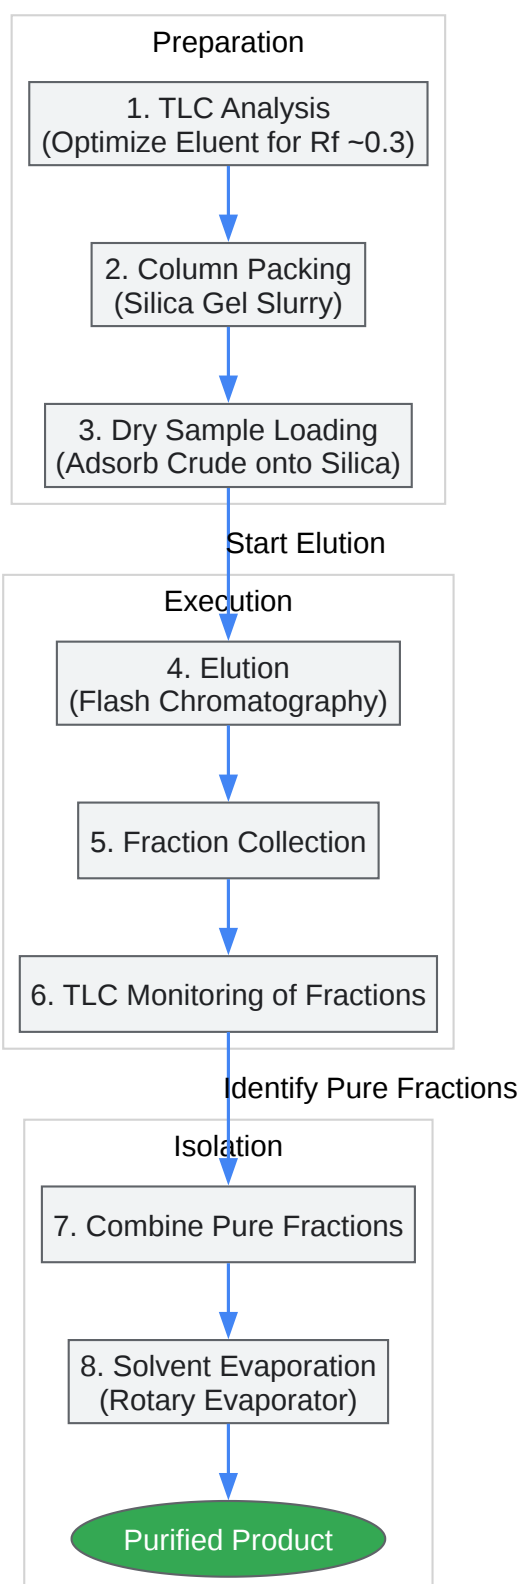 Preparation
1. TLC Analysis
(Optimize Eluent for Rf ~0.3)
2. Column Packing
(Silica Gel Slurry)
3. Dry Sample Loading
(Adsorb Crude onto Silica)
Start Elution
Execution
4. Elution
(Flash Chromatography)
5. Fraction Collection
6. TLC Monitoring of Fractions
Identify Pure Fractions
Isolation
7. Combine Pure Fractions
8. Solvent Evaporation
(Rotary Evaporator)
Purified Product